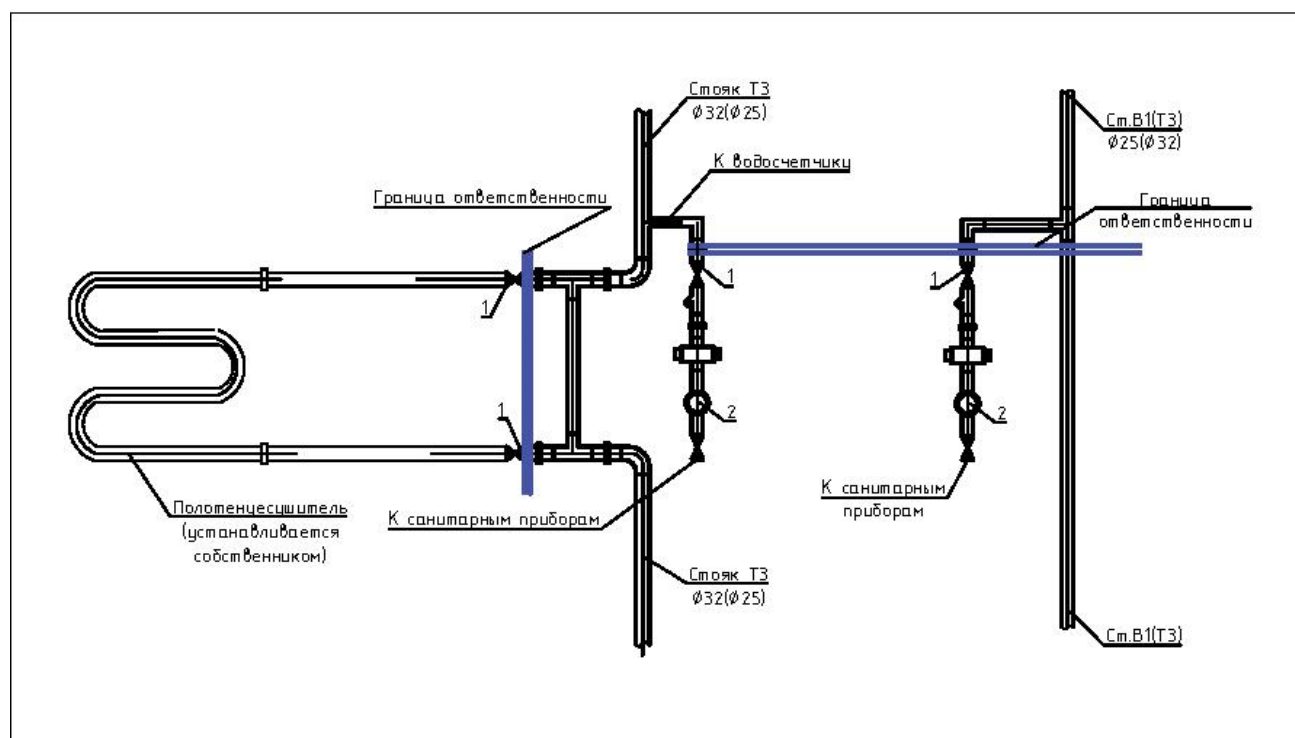 Стояк Т3
Ø32(Ø25)
К водосчетчику
Граница ответственности
Ст.В1(Т3)
Ø25(Ø32)
Граница
ответственности
1
1
1
1
2
2
Полотенцесушитель
(устанавливается
собственником)
К санитарным приборам
К санитарным
приборам
Стояк Т3
Ø32(Ø25)
Ст.В1(Т3)